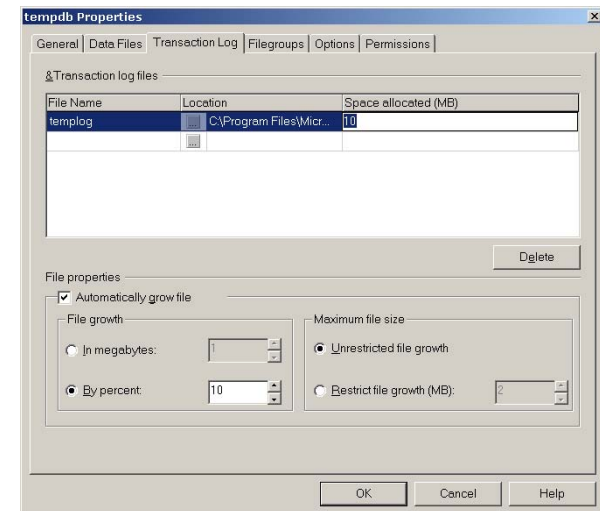 tempdb Properties
General Data Files Transaction Log Filegroups Options Permissions
&Transaction log files
File Name Location Space allocated (MB)
templog ... C:\Program Files\Micr... 10
...
Delete
File properties
Automatically grow file
File growth Maximum file size
In megabytes: 1 Unrestricted file growth
By percent: 10 Restrict file growth (MB): 2
OK Cancel Help